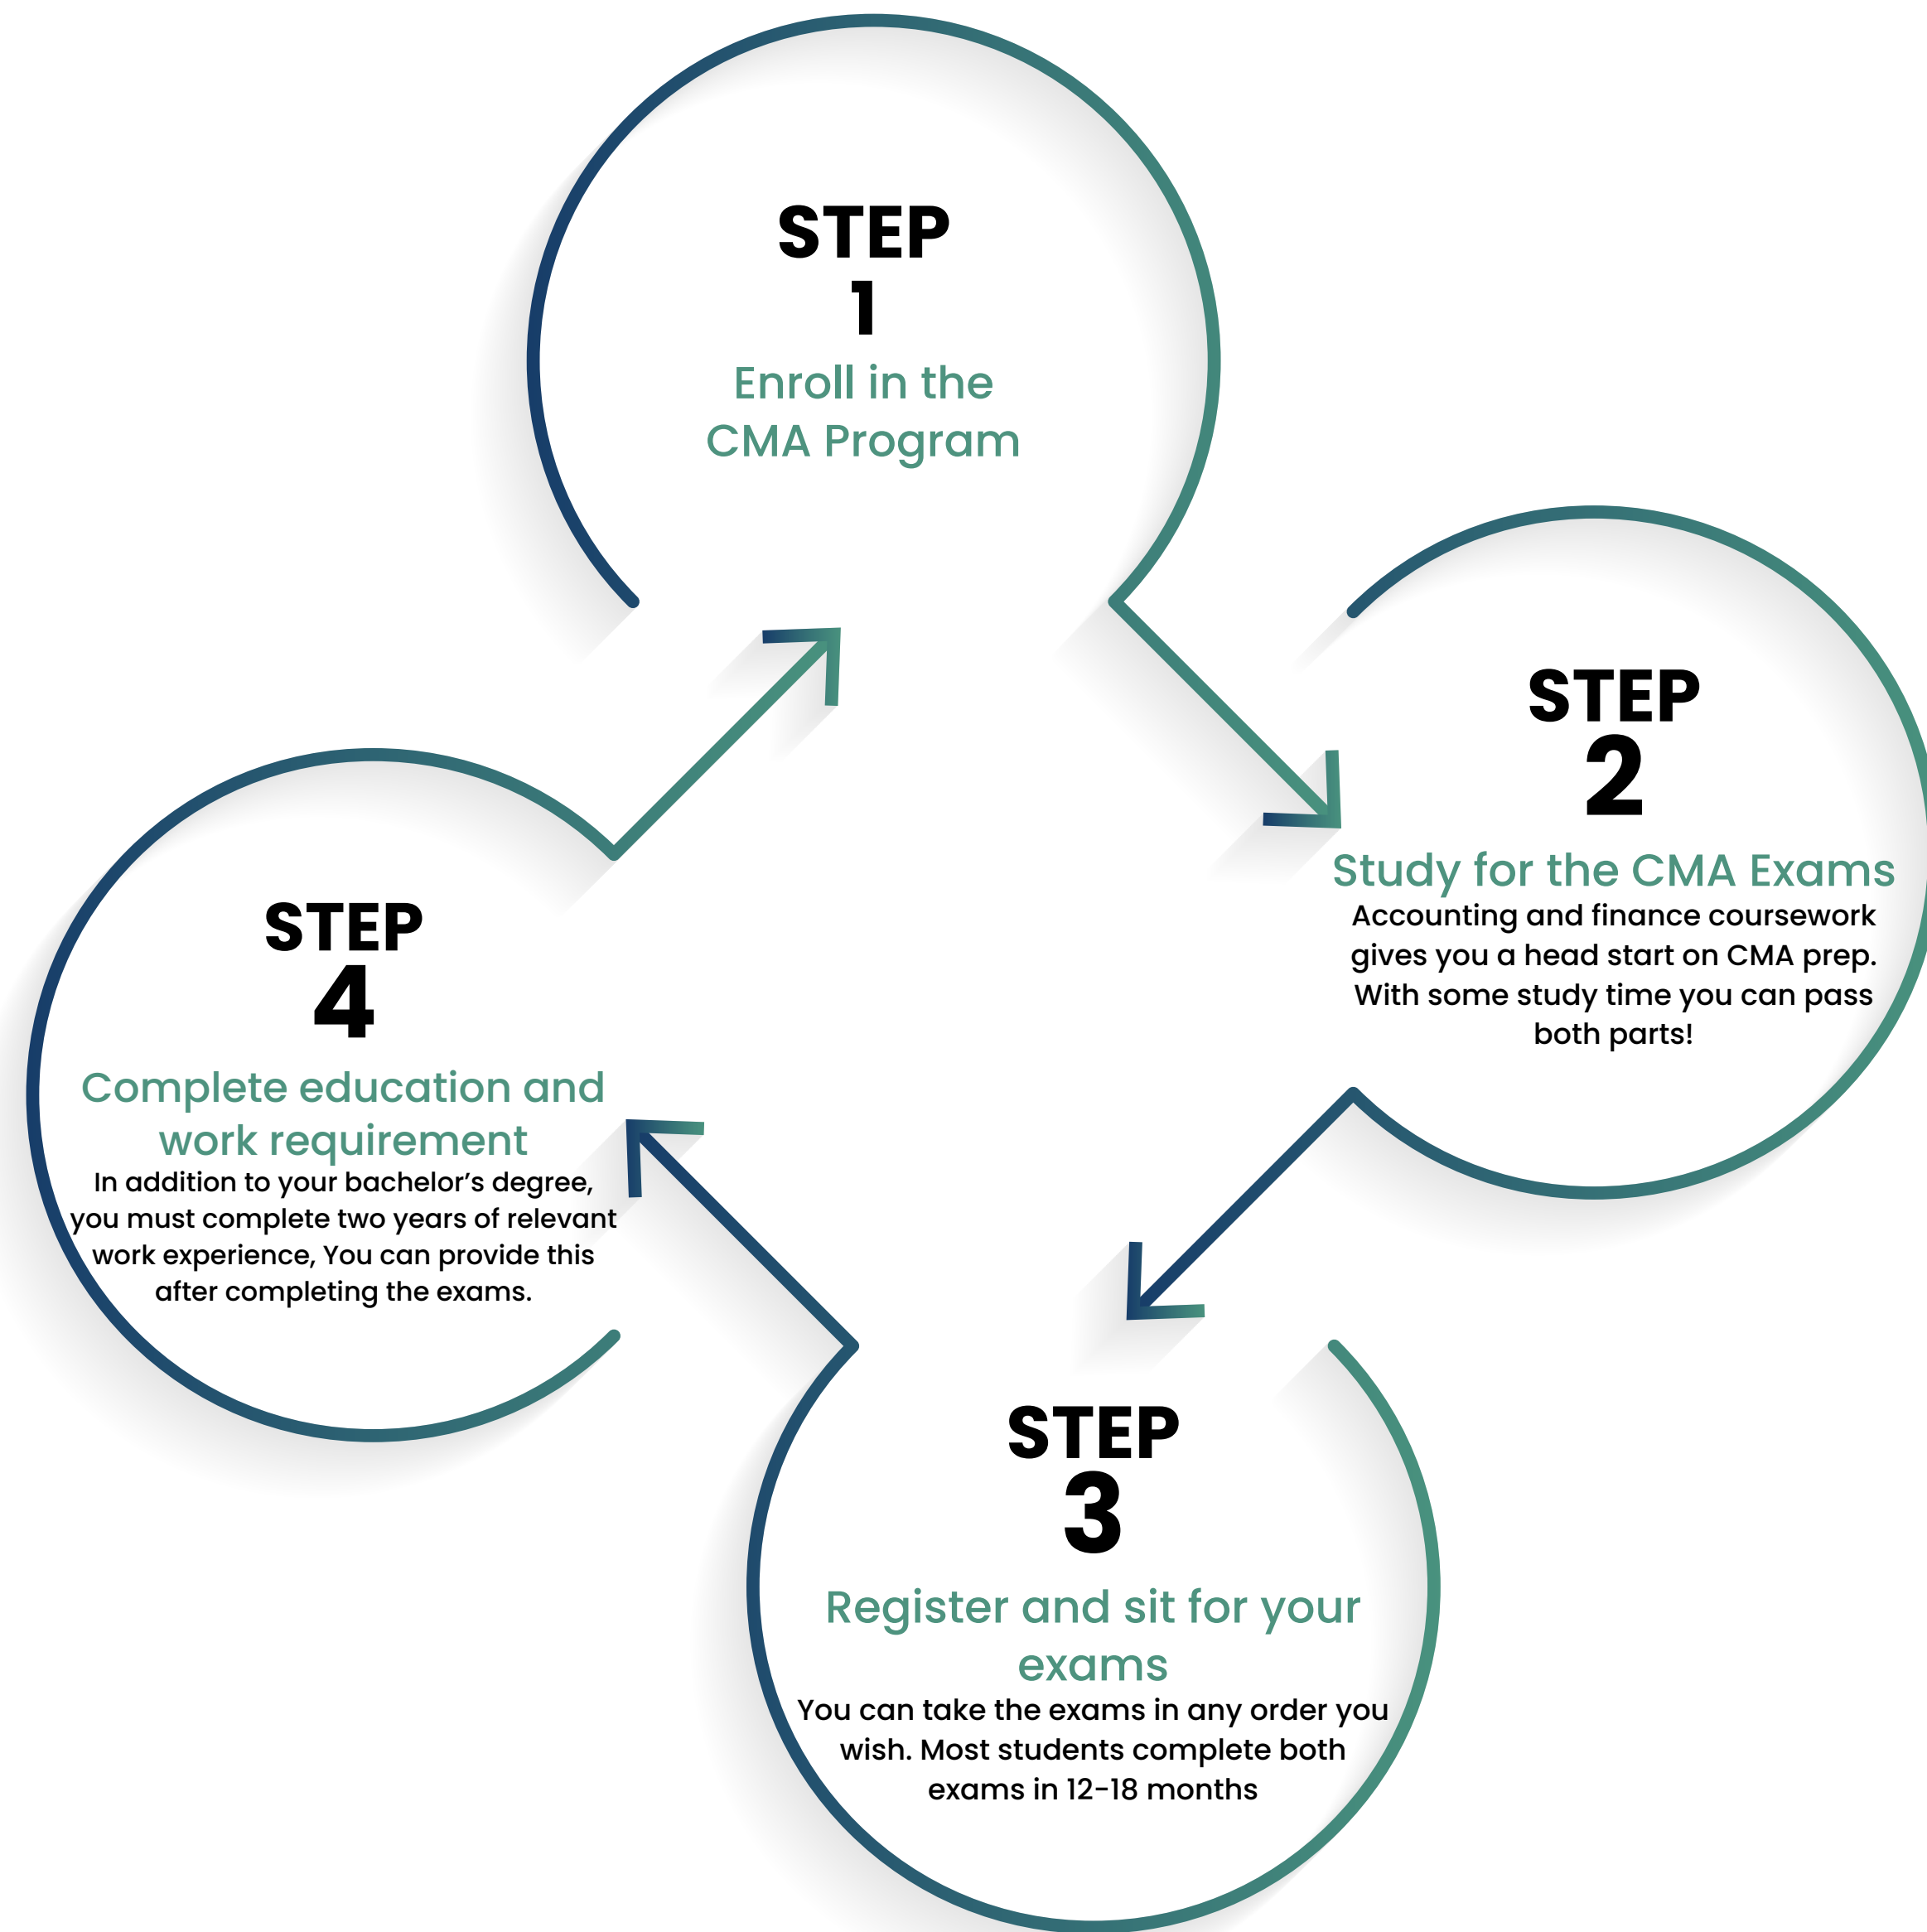 STEP
1
Enroll in the
CMA Program
STEP
2
Study for the CMA Exams
Accounting and finance coursework
gives you a head start on CMA prep.
With some study time you can pass
both parts!
STEP
3
Register and sit for your
exams
You can take the exams in any order you
wish. Most students complete both
exams in 12-18 months
STEP
4
Complete education and
work requirement
In addition to your bachelor’s degree,
you must complete two years of relevant
work experience, You can provide this
after completing the exams.